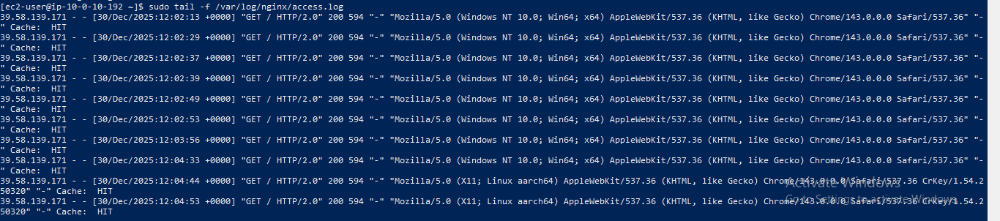 [ec2-user@ip-10-0-10-192 ~]$ sudo tail -f /var/log/nginx/access.log
39.58.139.171 - - [30/Dec/2025:12:02:13 +0000] "GET / HTTP/2.0" 200 594 "-" "Mozilla/5.0 (Windows NT 10.0; Win64; x64) AppleWebKit/537.36 (KHTML, like Gecko) Chrome/143.0.0.0 Safari/537.36" "-
" Cache:  HIT
39.58.139.171 - - [30/Dec/2025:12:02:29 +0000] "GET / HTTP/2.0" 200 594 "-" "Mozilla/5.0 (Windows NT 10.0; Win64; x64) AppleWebKit/537.36 (KHTML, like Gecko) Chrome/143.0.0.0 Safari/537.36" "-
" Cache:  HIT
39.58.139.171 - - [30/Dec/2025:12:02:37 +0000] "GET / HTTP/2.0" 200 594 "-" "Mozilla/5.0 (Windows NT 10.0; Win64; x64) AppleWebKit/537.36 (KHTML, like Gecko) Chrome/143.0.0.0 Safari/537.36" "-
" Cache:  HIT
39.58.139.171 - - [30/Dec/2025:12:02:39 +0000] "GET / HTTP/2.0" 200 594 "-" "Mozilla/5.0 (Windows NT 10.0; Win64; x64) AppleWebKit/537.36 (KHTML, like Gecko) Chrome/143.0.0.0 Safari/537.36" "-
" Cache:  HIT
39.58.139.171 - - [30/Dec/2025:12:02:49 +0000] "GET / HTTP/2.0" 200 594 "-" "Mozilla/5.0 (Windows NT 10.0; Win64; x64) AppleWebKit/537.36 (KHTML, like Gecko) Chrome/143.0.0.0 Safari/537.36" "-
" Cache:  HIT
39.58.139.171 - - [30/Dec/2025:12:02:53 +0000] "GET / HTTP/2.0" 200 594 "-" "Mozilla/5.0 (Windows NT 10.0; Win64; x64) AppleWebKit/537.36 (KHTML, like Gecko) Chrome/143.0.0.0 Safari/537.36" "-
" Cache:  HIT
39.58.139.171 - - [30/Dec/2025:12:03:56 +0000] "GET / HTTP/2.0" 200 594 "-" "Mozilla/5.0 (Windows NT 10.0; Win64; x64) AppleWebKit/537.36 (KHTML, like Gecko) Chrome/143.0.0.0 Safari/537.36" "-
" Cache:  HIT
39.58.139.171 - - [30/Dec/2025:12:04:33 +0000] "GET / HTTP/2.0" 200 594 "-" "Mozilla/5.0 (Windows NT 10.0; Win64; x64) AppleWebKit/537.36 (KHTML, like Gecko) Chrome/143.0.0.0 Safari/537.36" "-
" Cache:  HIT
39.58.139.171 - - [30/Dec/2025:12:04:44 +0000] "GET / HTTP/2.0" 200 594 "-" "Mozilla/5.0 (X11; Linux aarch64) AppleWebKit/537.36 (KHTML, like Gecko) Chrome/143.0.0.0 Safari/537.36 CrKey/1.54.2
50320" "-" Cache:  HIT
39.58.139.171 - - [30/Dec/2025:12:04:53 +0000] "GET / HTTP/2.0" 200 594 "-" "Mozilla/5.0 (X11; Linux aarch64) AppleWebKit/537.36 (KHTML, like Gecko) Chrome/143.0.0.0 Safari/537.36 CrKey/1.54.2
50320" "-" Cache:  HIT
Activate Windows
Go to Settings to activate Windows.